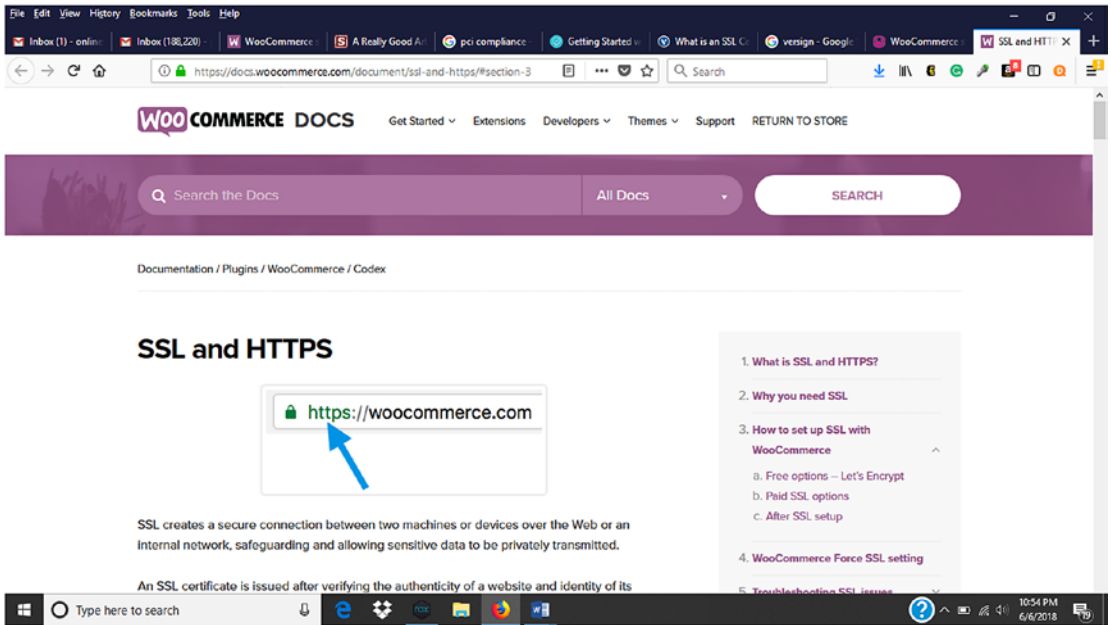 File Edit View History Bookmarks Tools Help
Inbox (1) - online
Inbox (188,220) -
WooCommerce
A Really Good Art
pci compliance -
Getting Started w
What is an SSL Ce
versign - Google
WooCommerce
SSL and HTTP
https://docs.woocommerce.com/document/ssl-and-https/#section-3
Search
WOO COMMERCE DOCS
Get Started Extensions Developers Themes Support RETURN TO STORE
Search the Docs
All Docs
SEARCH
Documentation / Plugins / WooCommerce / Codex
SSL and HTTPS
https://woocommerce.com
SSL creates a secure connection between two machines or devices over the Web or an
internal network, safeguarding and allowing sensitive data to be privately transmitted.
An SSL certificate is issued after verifying the authenticity of a website and identity of its
1. What is SSL and HTTPS?
2. Why you need SSL
3. How to set up SSL with
WooCommerce
a. Free options – Let's Encrypt
b. Paid SSL options
c. After SSL setup
4. WooCommerce Force SSL setting
5. Troubleshooting SSL issues
Type here to search
10:54 PM
6/6/2018